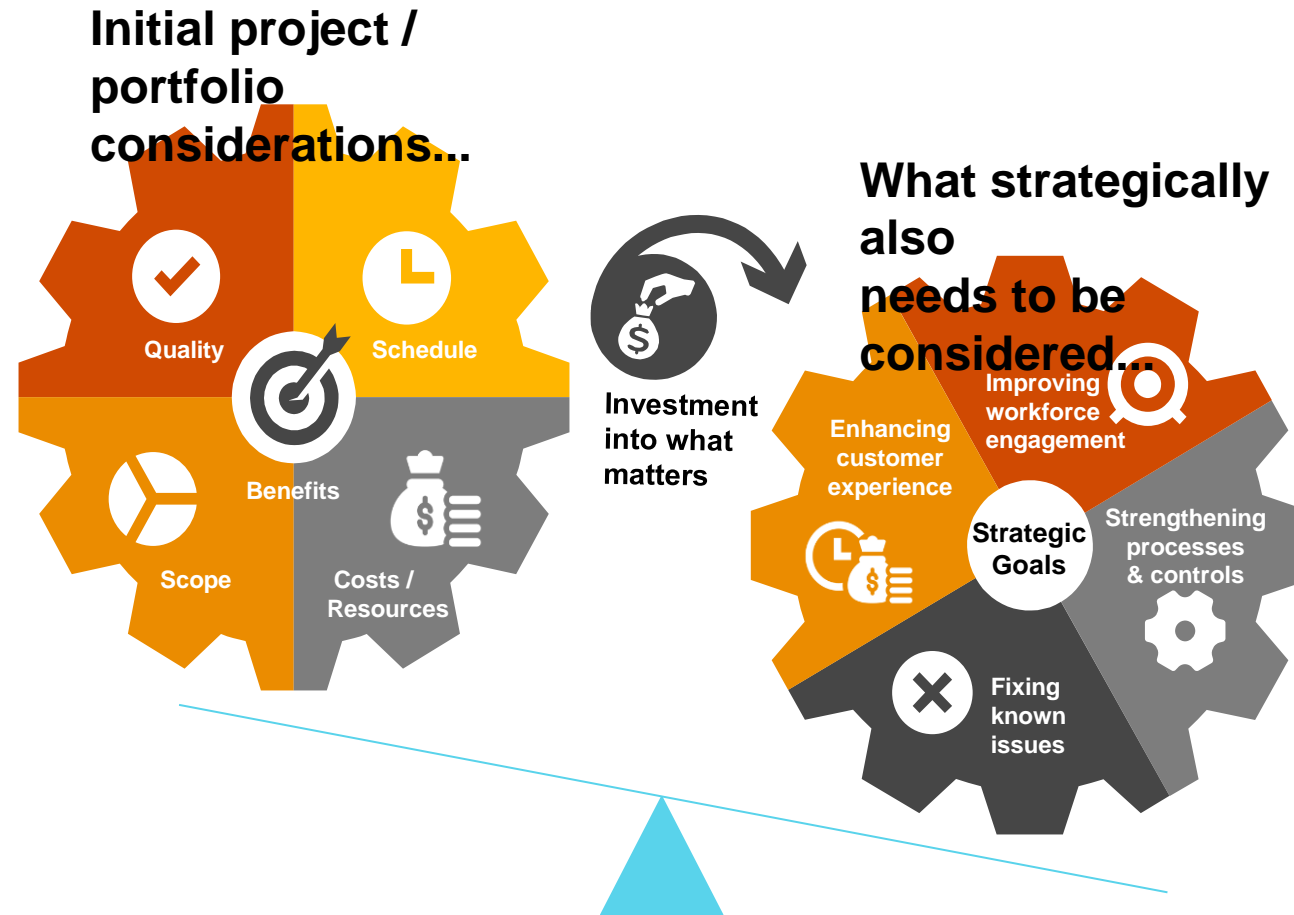 Initial project /
portfolio
considerations...
Quality
Schedule
Benefits
Scope
Costs /
Resources
$
Investment
into what
matters
$
What strategically
also
needs to be
considered...
Improving
workforce
engagement
Enhancing
customer
experience
$
Strategic
Goals
Strengthening
processes
& controls
Fixing
known
issues